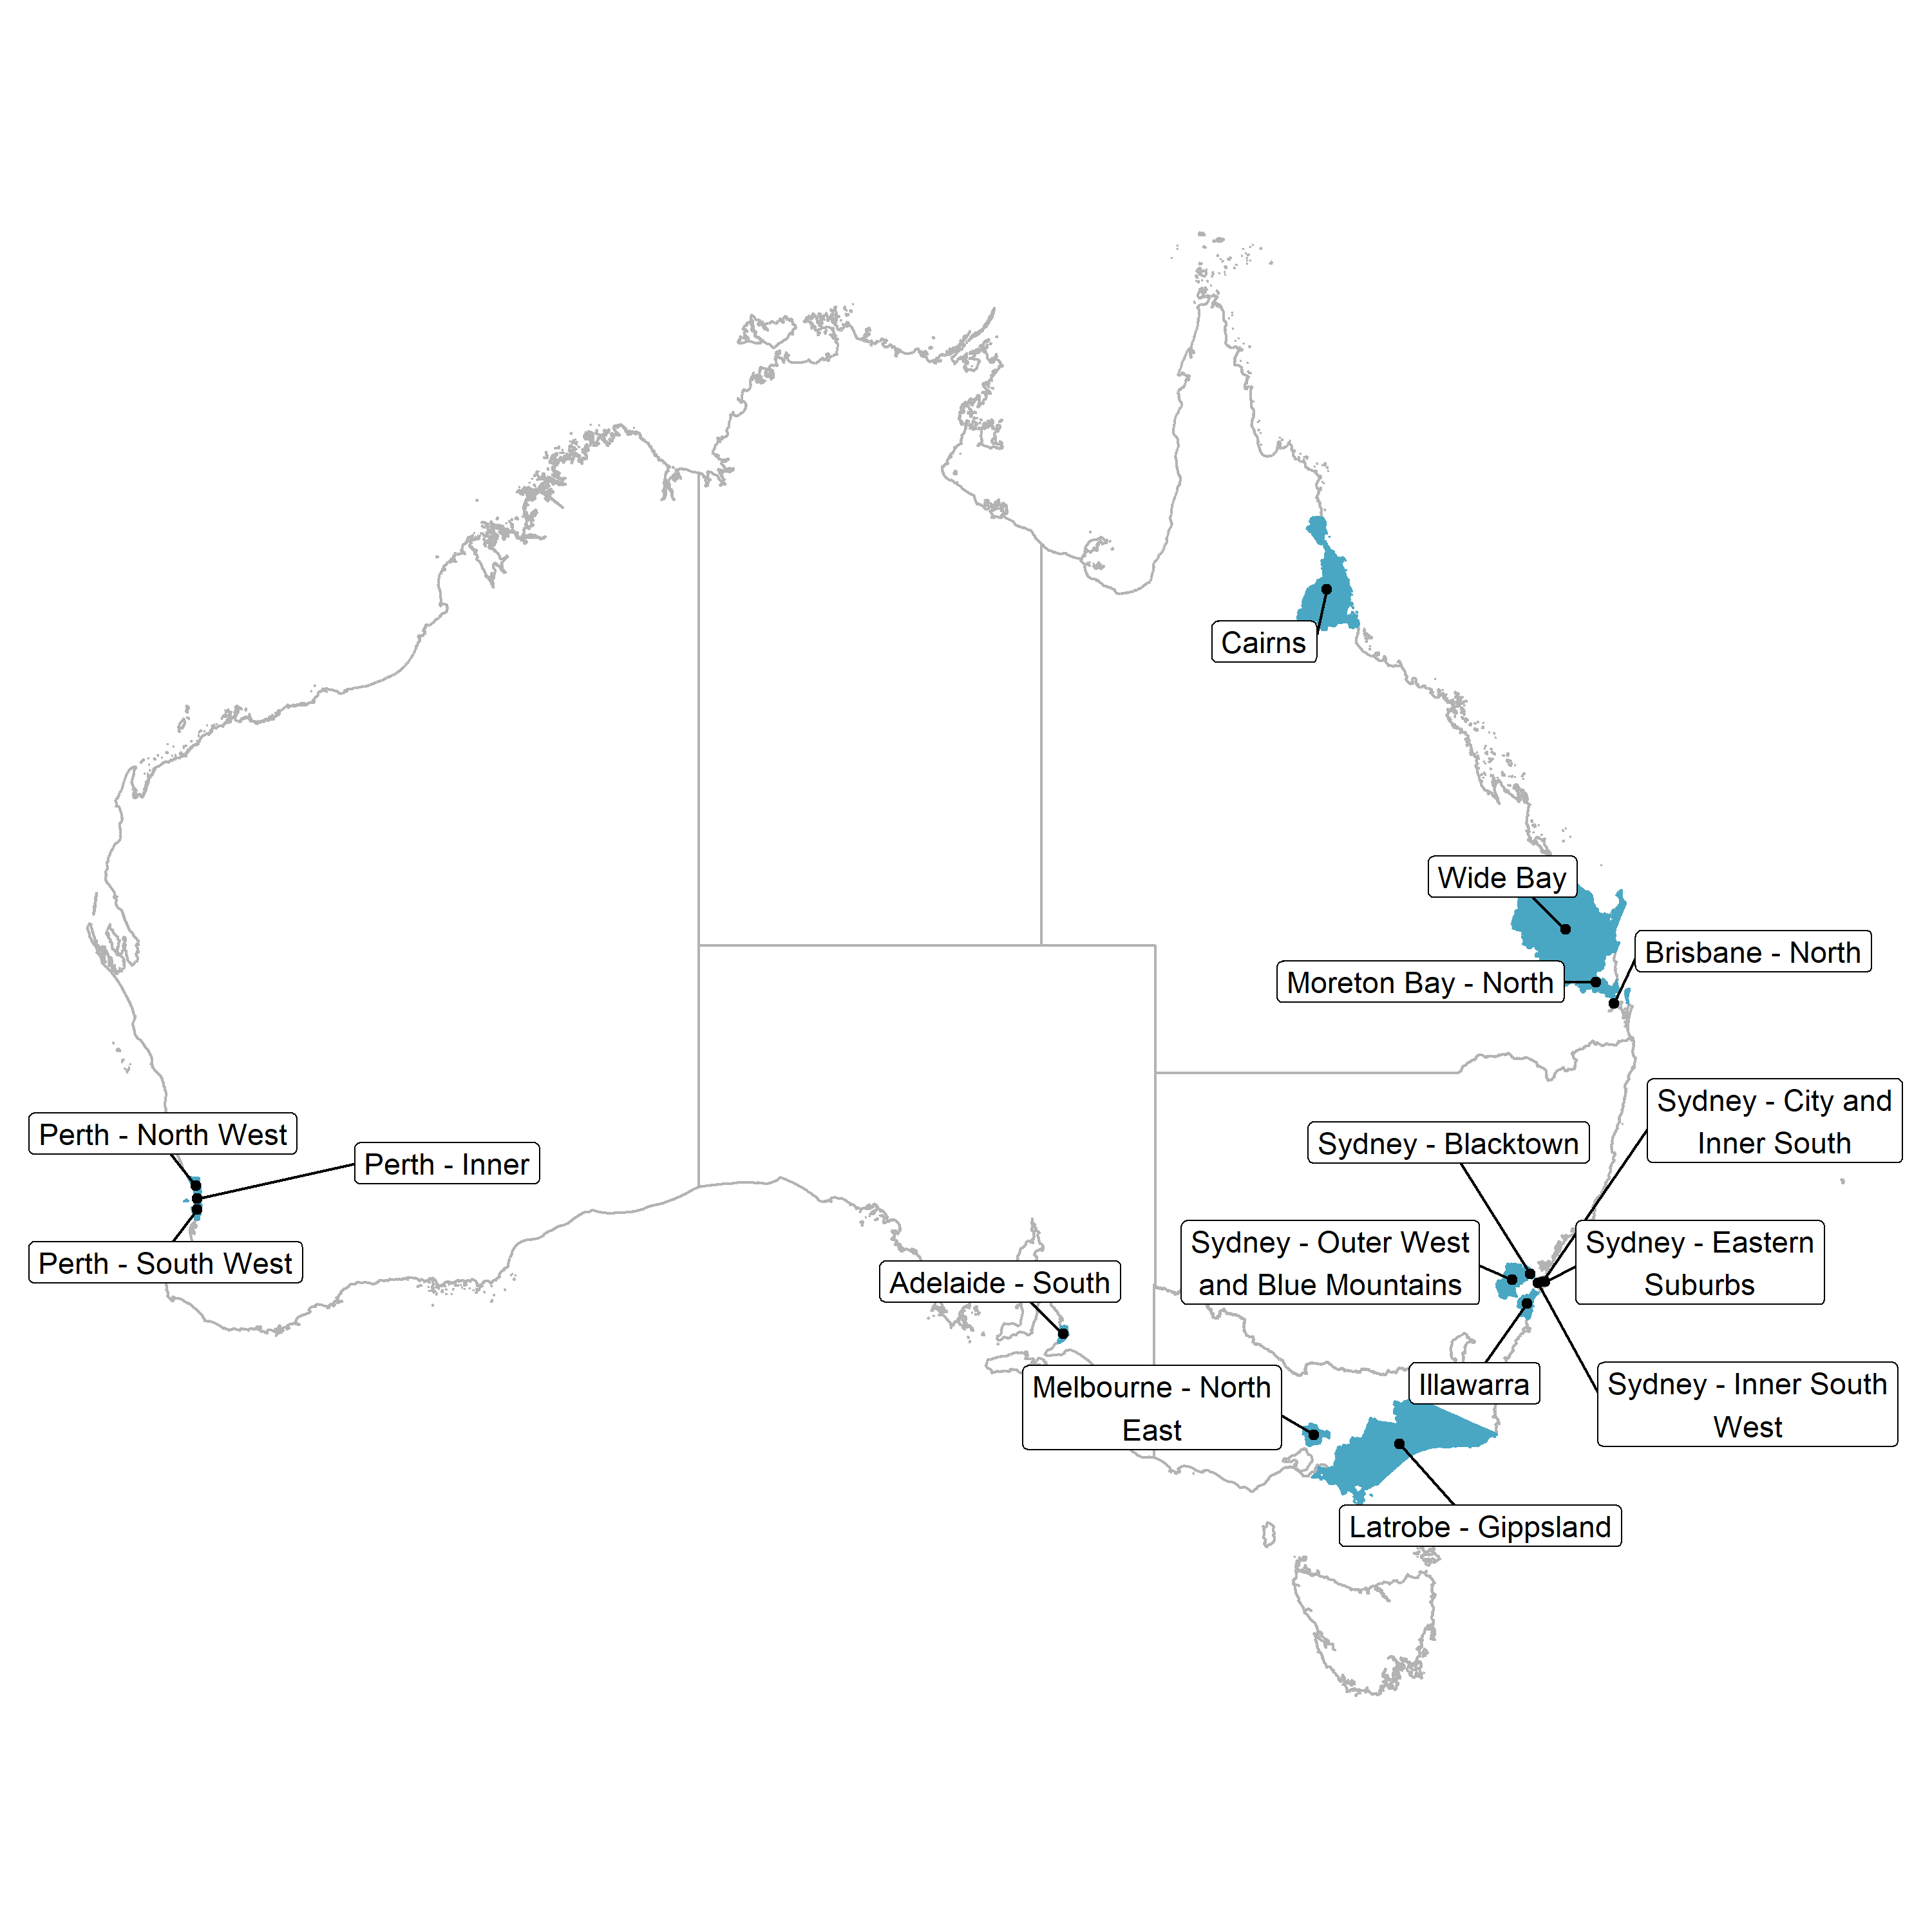 Cairns
Wide Bay
Brisbane - North
Moreton Bay - North
Sydney - City and
Inner South
Sydney - Blacktown
Perth - North West
Perth - Inner
Sydney - Outer West
and Blue Mountains
Sydney - Eastern
Suburbs
Perth - South West
Adelaide - South
Melbourne - North
East
Illawarra
Sydney - Inner South
West
Latrobe - Gippsland